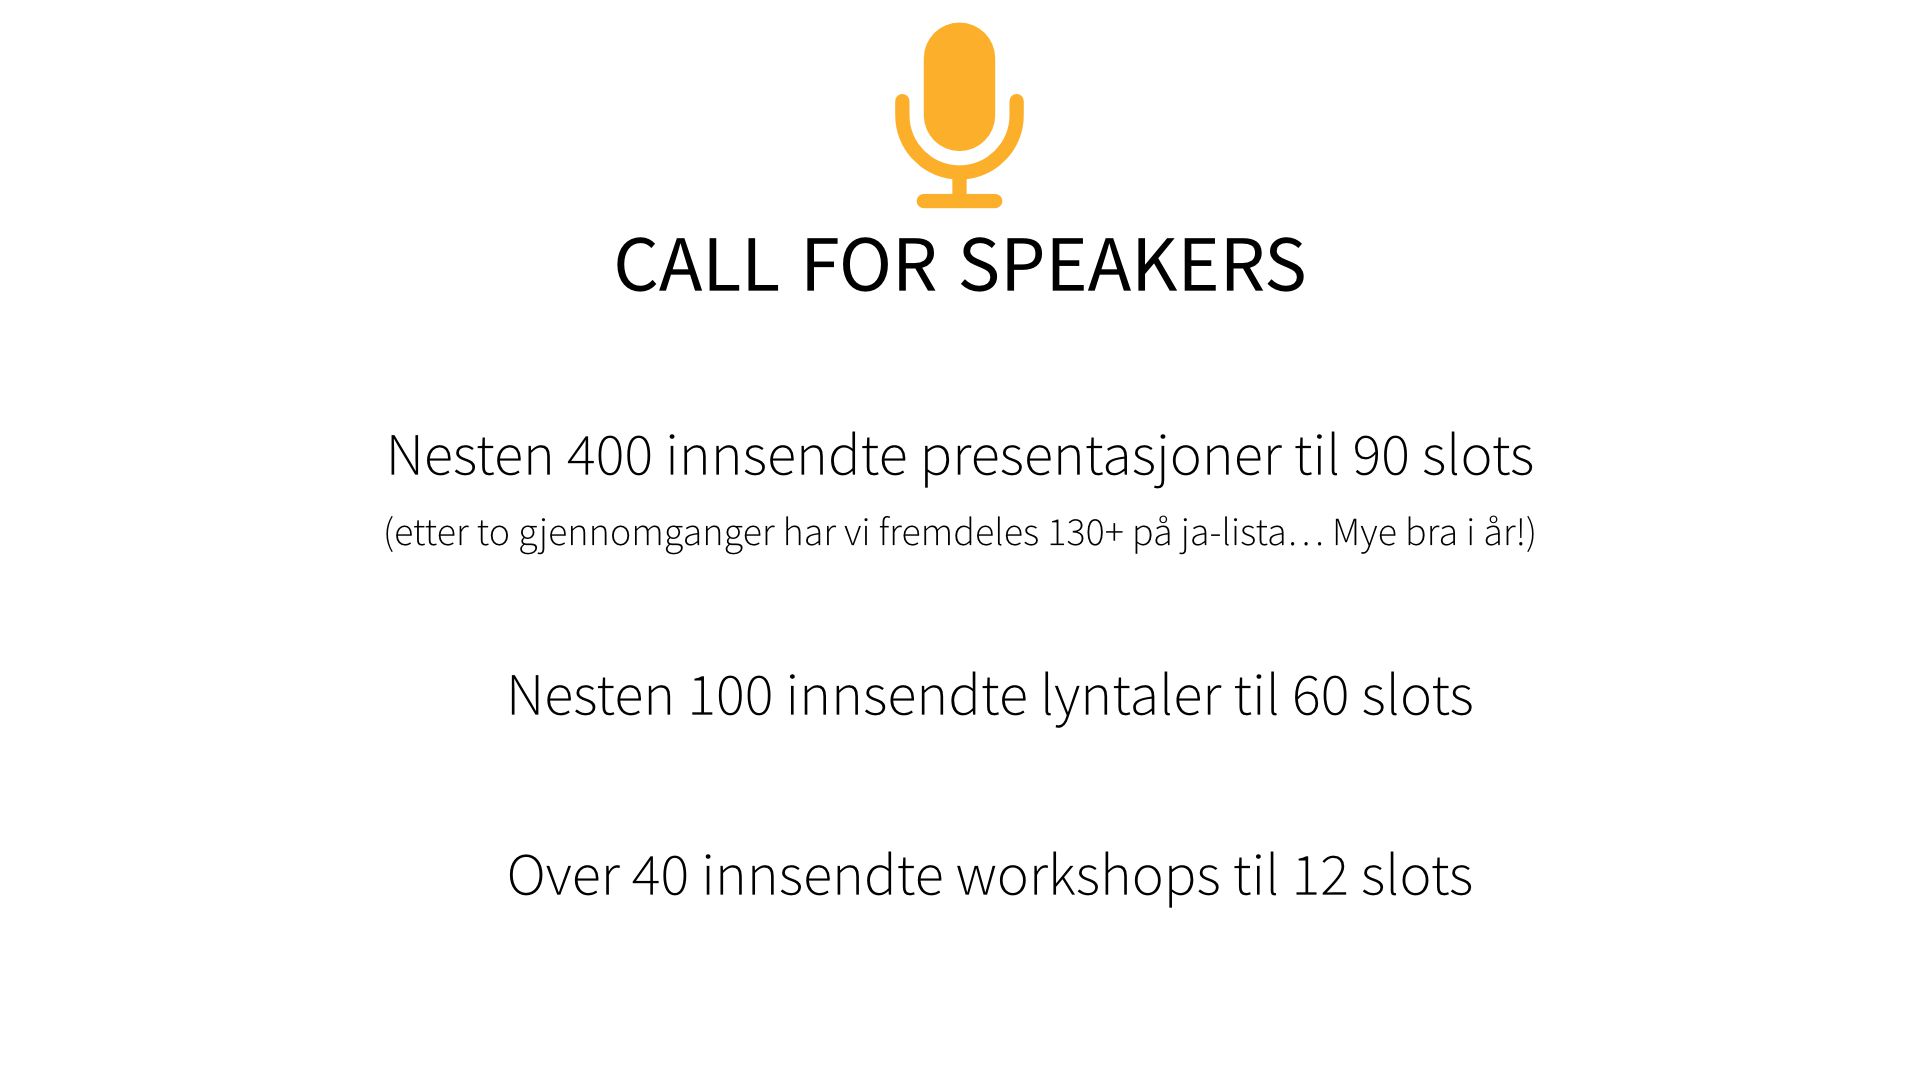 CALL FOR SPEAKERS
Nesten 400 innsendte presentasjoner til 90 slots
(etter to gjennomganger har vi fremdeles 130+ på ja-lista… Mye bra i år!)
Nesten 100 innsendte lyntaler til 60 slots
Over 40 innsendte workshops til 12 slots